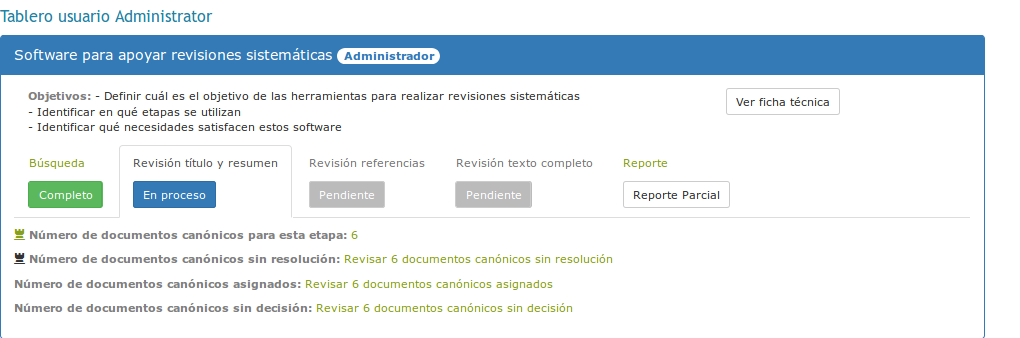 Tablero usuario Administrator
Software para apoyar revisiones sistemáticas Administrador
Objetivos: - Definir cuál es el objetivo de las herramientas para realizar revisiones sistemáticas
- Identificar en qué etapas se utilizan
- Identificar qué necesidades satisfacen estos software
Ver ficha técnica
Búsqueda Revisión título y resumen Revisión referencias Revisión texto completo Reporte
Completo En proceso Pendiente Pendiente Reporte Parcial
Número de documentos canónicos para esta etapa: 6
Número de documentos canónicos sin resolución: Revisar 6 documentos canónicos sin resolución
Número de documentos canónicos asignados: Revisar 6 documentos canónicos asignados
Número de documentos canónicos sin decisión: Revisar 6 documentos canónicos sin decisión